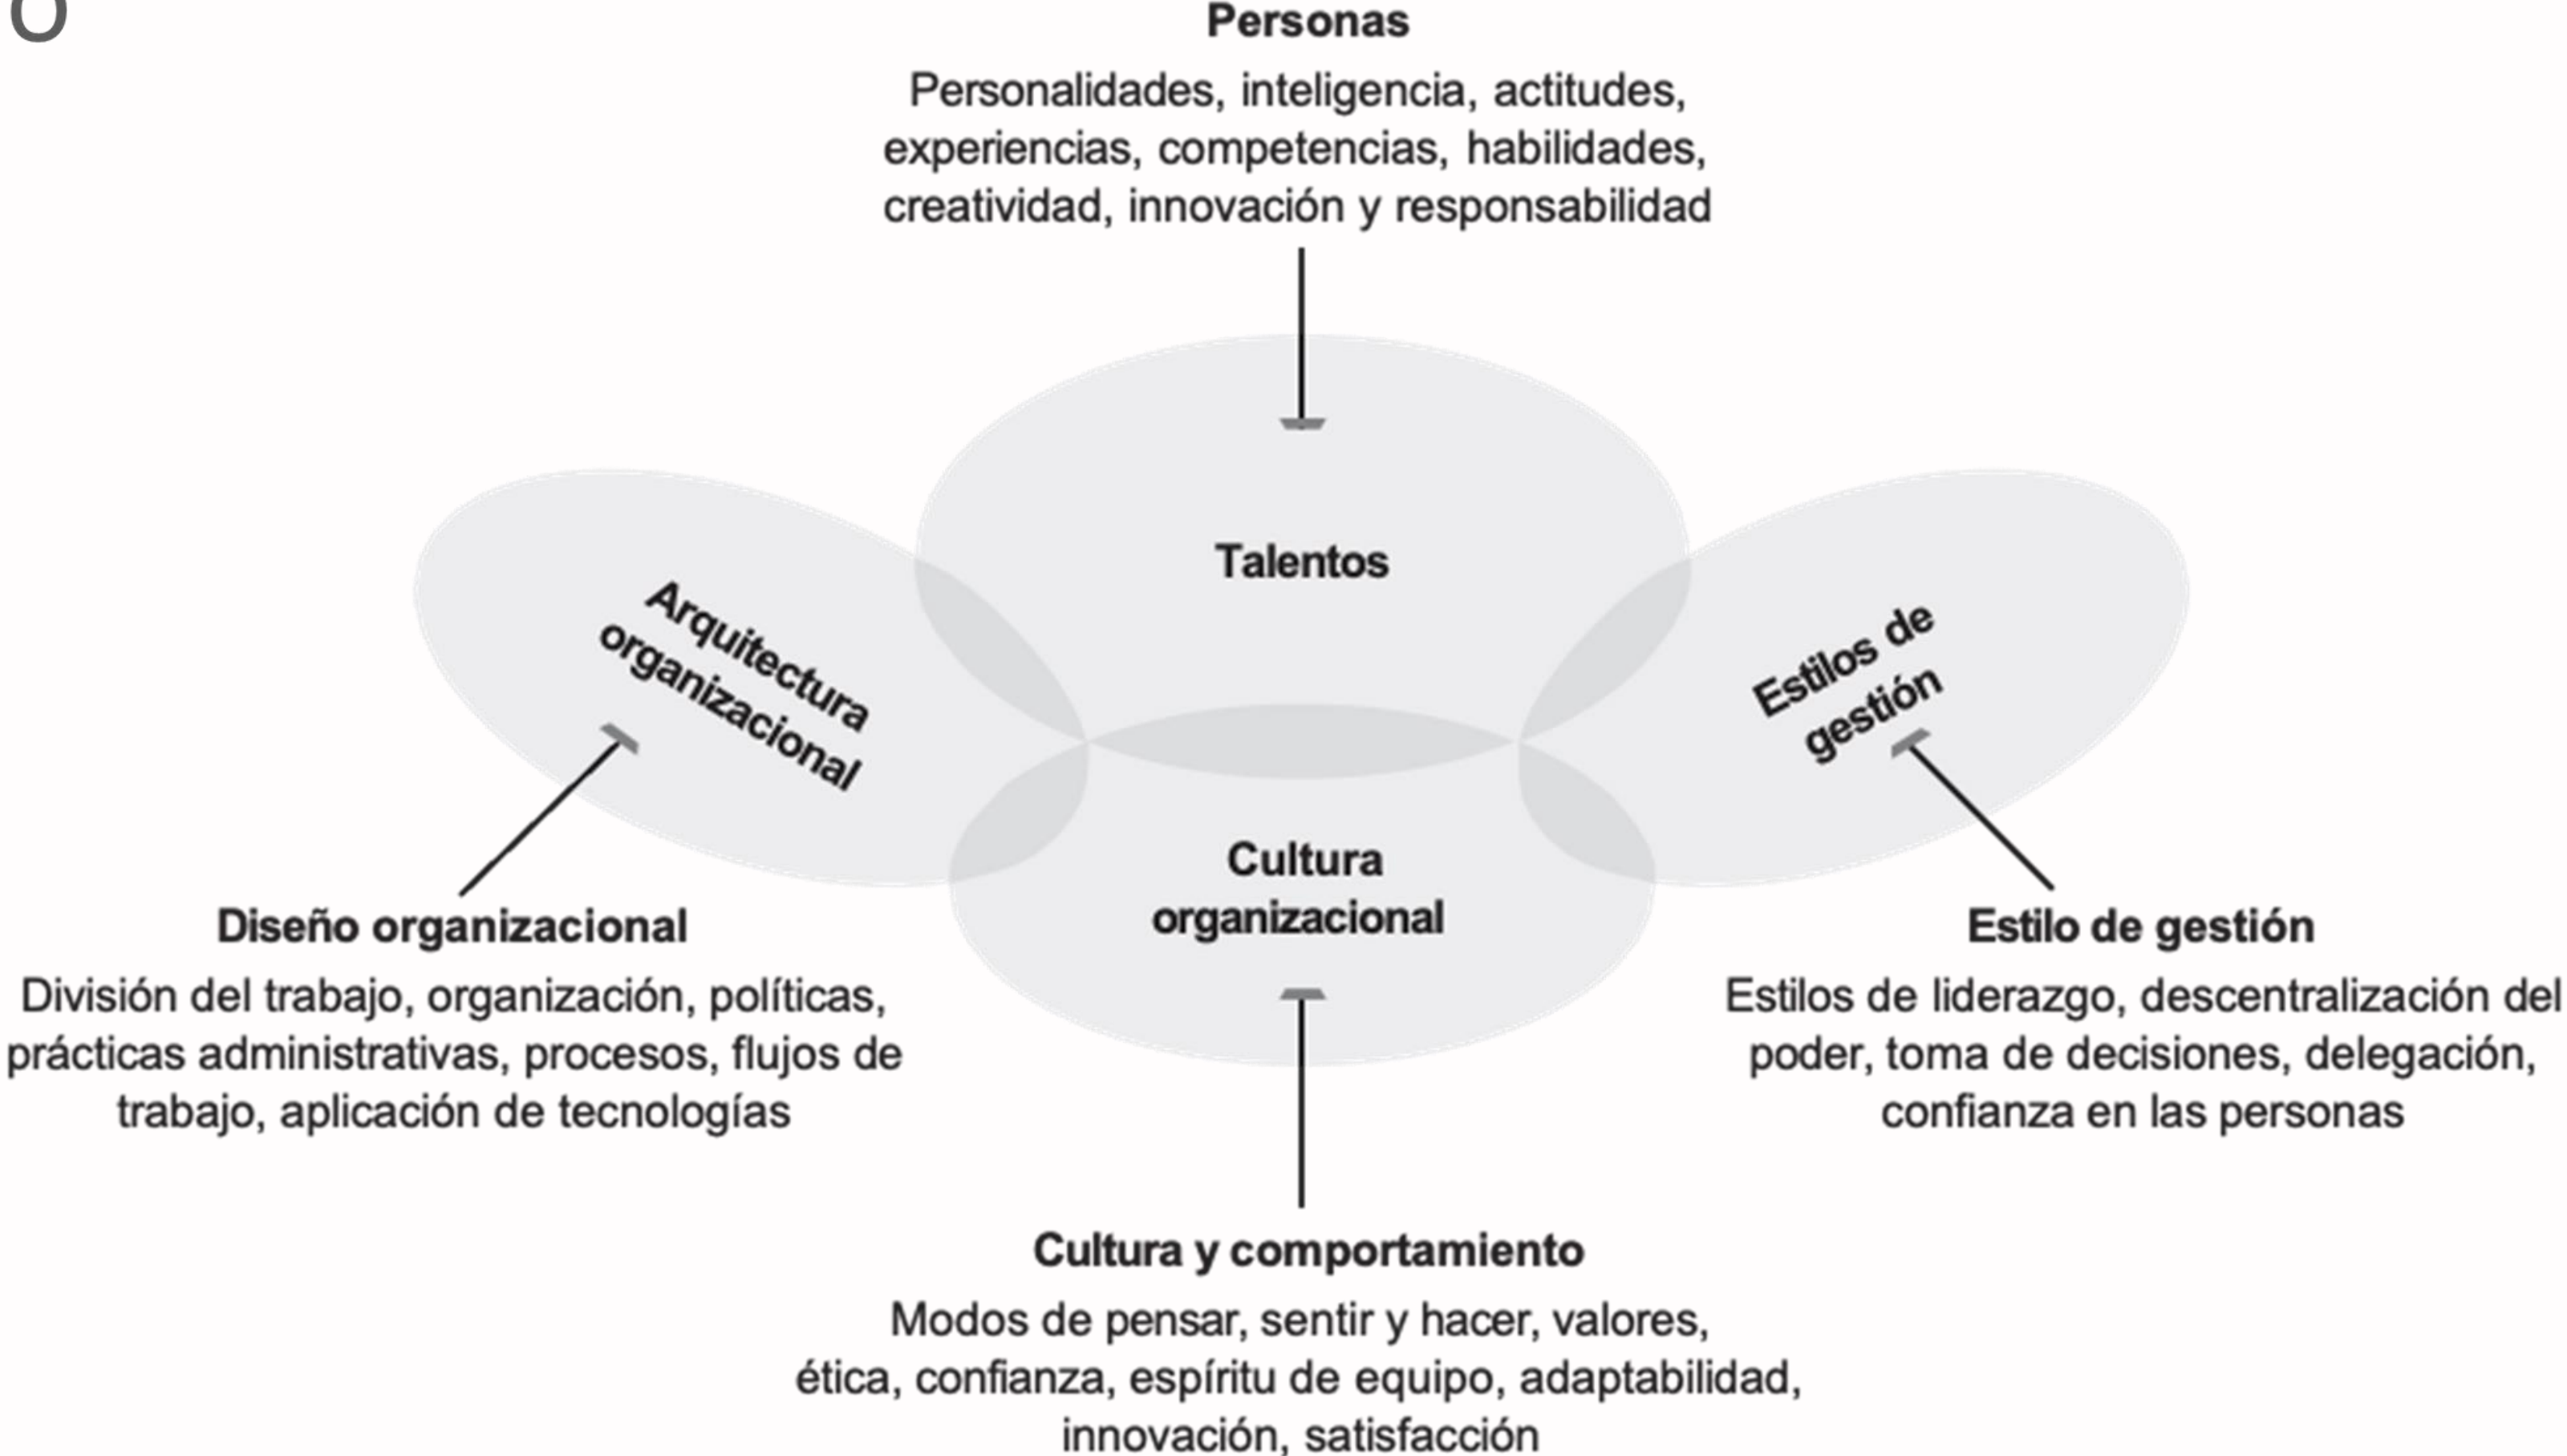 Personas
Personalidades, inteligencia, actitudes,
experiencias, competencias, habilidades,
creatividad, innovación y responsabilidad
Talentos
Arquitectura
organizacional
Estilos de
gestión
Cultura
organizacional
Diseño organizacional
División del trabajo, organización, políticas,
prácticas administrativas, procesos, flujos de
trabajo, aplicación de tecnologías
Estilo de gestión
Estilos de liderazgo, descentralización del
poder, toma de decisiones, delegación,
confianza en las personas
Cultura y comportamiento
Modos de pensar, sentir y hacer, valores,
ética, confianza, espíritu de equipo, adaptabilidad,
innovación, satisfacción